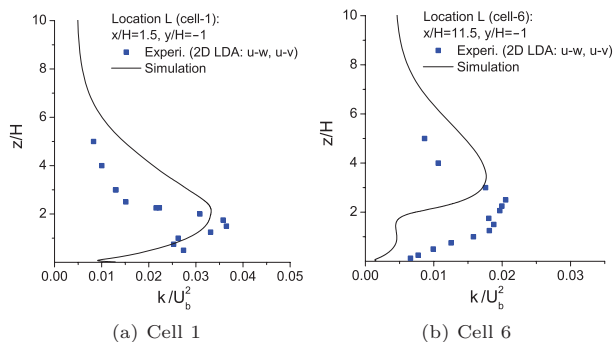 Location L (cell-1):
x/H=1.5, y/H=−1
Experi. (2D LDA: u-w, u-v)
Simulation
10
8
6
4
2
z/H
0.00 0.01 0.02 0.03 0.04 0.05
k/U_b^2
(a) Cell 1
Location L (cell-6):
x/H=11.5, y/H=−1
Experi. (2D LDA: u-w, u-v)
Simulation
10
8
6
4
2
0
z/H
0.00 0.01 0.02 0.03
k/U_b^2
(b) Cell 6